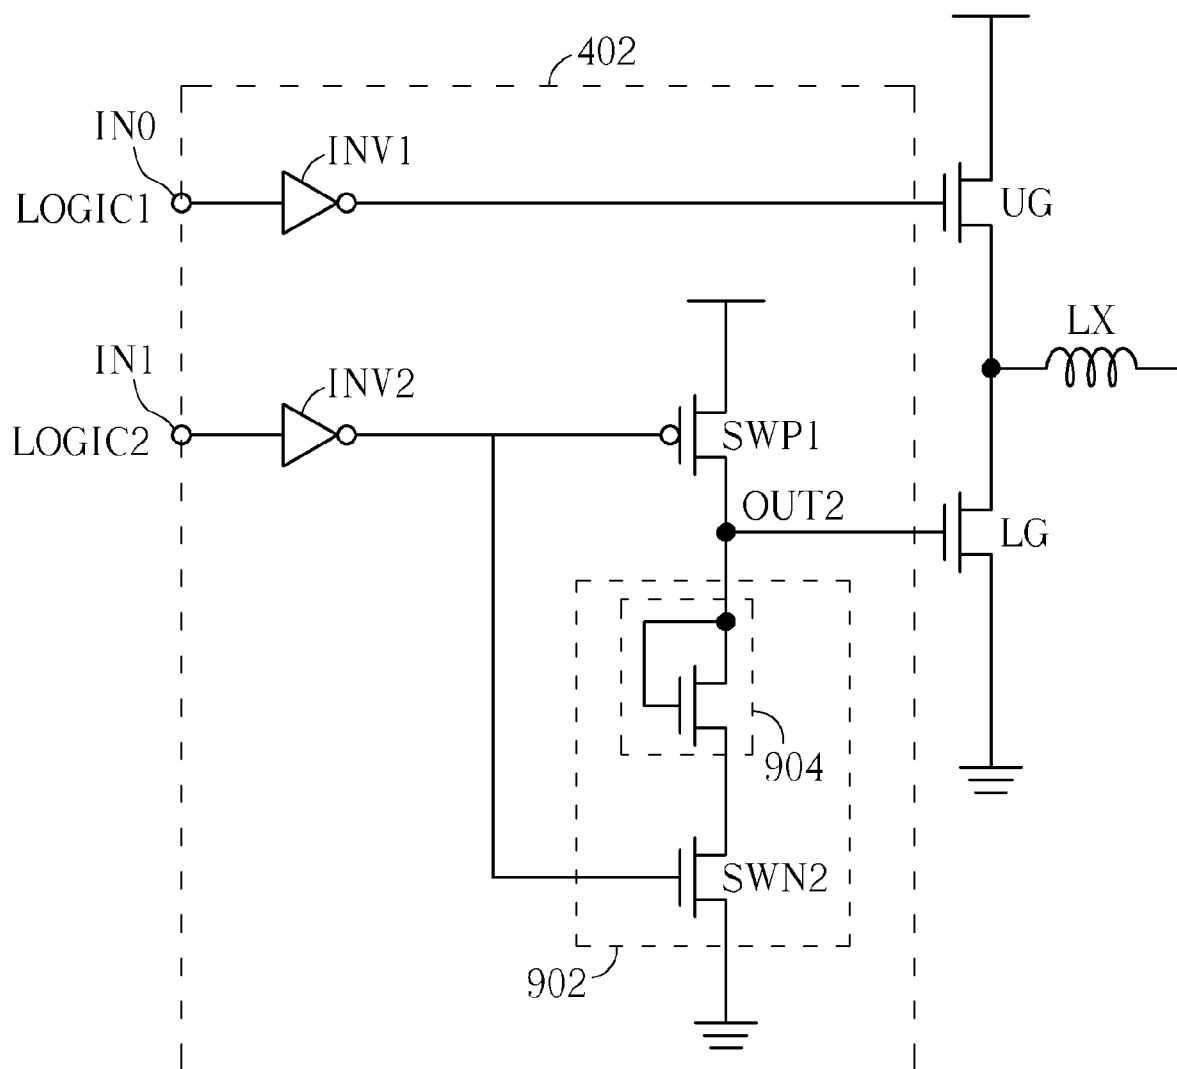 402
IN0
INV1
LOGIC1
UG
LX
IN1
INV2
LOGIC2
SWP1
OUT2
LG
904
SWN2
902